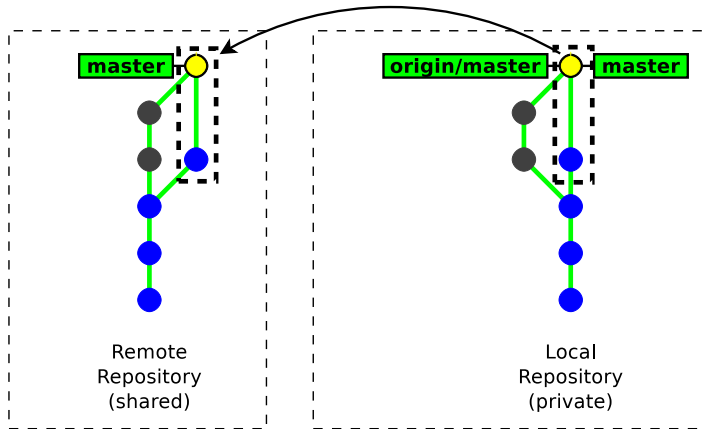 master
origin/master
master
Remote
Repository
(shared)
Local
Repository
(private)